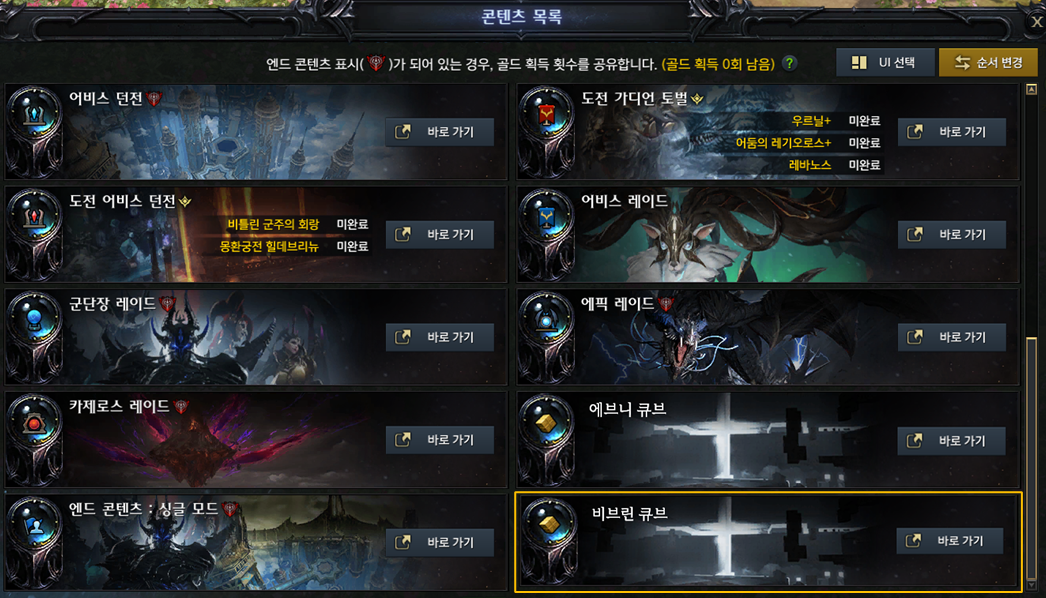 콘텐츠 목록
X
엔드 콘텐츠 표시( )가 되어 있는 경우, 골드 획득 횟수를 공유합니다. (골드 획득 0회 남음) ?
UI 선택
순서 변경
어비스 던전
바로 가기
도전 가디언 토벌
우르닐+ 미완료
어둠의 레기오로스+ 미완료
레바노스 미완료
바로 가기
도전 어비스 던전
비틀린 군주의 회랑 미완료
몽환궁전 힐데브리뉴 미완료
바로 가기
어비스 레이드
바로 가기
군단장 레이드
바로 가기
에픽 레이드
바로 가기
카제로스 레이드
바로 가기
에브니 큐브
바로 가기
엔드 콘텐츠 : 싱글 모드
바로 가기
비브린 큐브
바로 가기